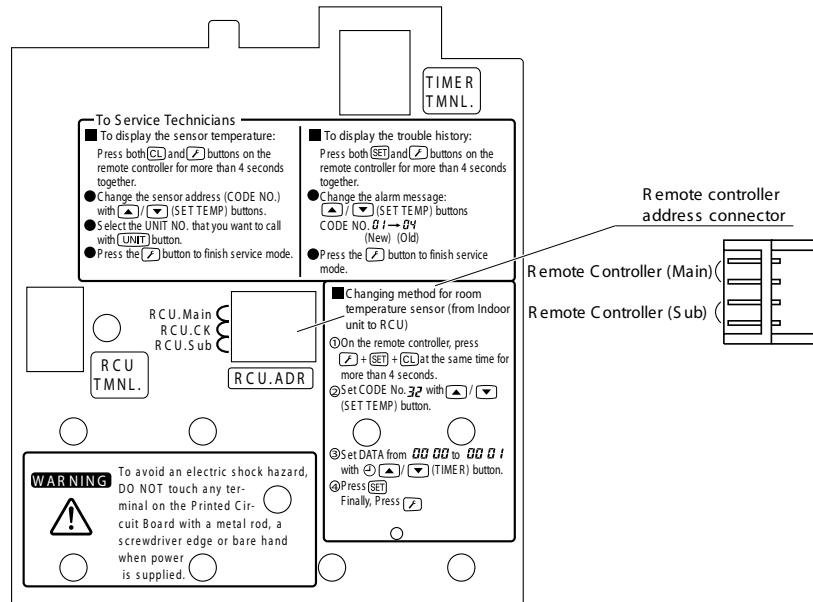 TIMER
TMNL.
To Service Technicians
■ To display the sensor temperature:
Press both CL and buttons on the
remote controller for more than 4 seconds
together.
● Change the sensor address (CODE NO.)
with ▲ / ▼ (SET TEMP) buttons.
● Select the UNIT NO. that you want to call
with UNIT button.
● Press the button to finish service mode.
■ To display the trouble history:
Press both SET and buttons on the
remote controller for more than 4 seconds
together.
● Change the alarm message:
▲ / ▼ (SET TEMP) buttons
CODE NO. 01 → 04
(New) (Old)
● Press the button to finish service
mode.
Remote controller
address connector
Remote Controller (Main)
Remote Controller (Sub)
RCU.Main
RCU.CK
RCU.Sub
RCU
TMNL.
RCU.ADR
■ Changing method for room
temperature sensor (from Indoor
unit to RCU)
① On the remote controller, press
+ SET + CL at the same time for
more than 4 seconds.
② Set CODE No. 32 with ▲ / ▼
(SET TEMP) button.
③ Set DATA from 00 00 to 00 01
with ▲ / ▼ (TIMER) button.
④ Press SET
Finally, Press
WARNING
To avoid an electric shock hazard,
DO NOT touch any ter-
minal on the Printed Cir-
cuit Board with a metal rod, a
screwdriver edge or bare hand
when power
is supplied.